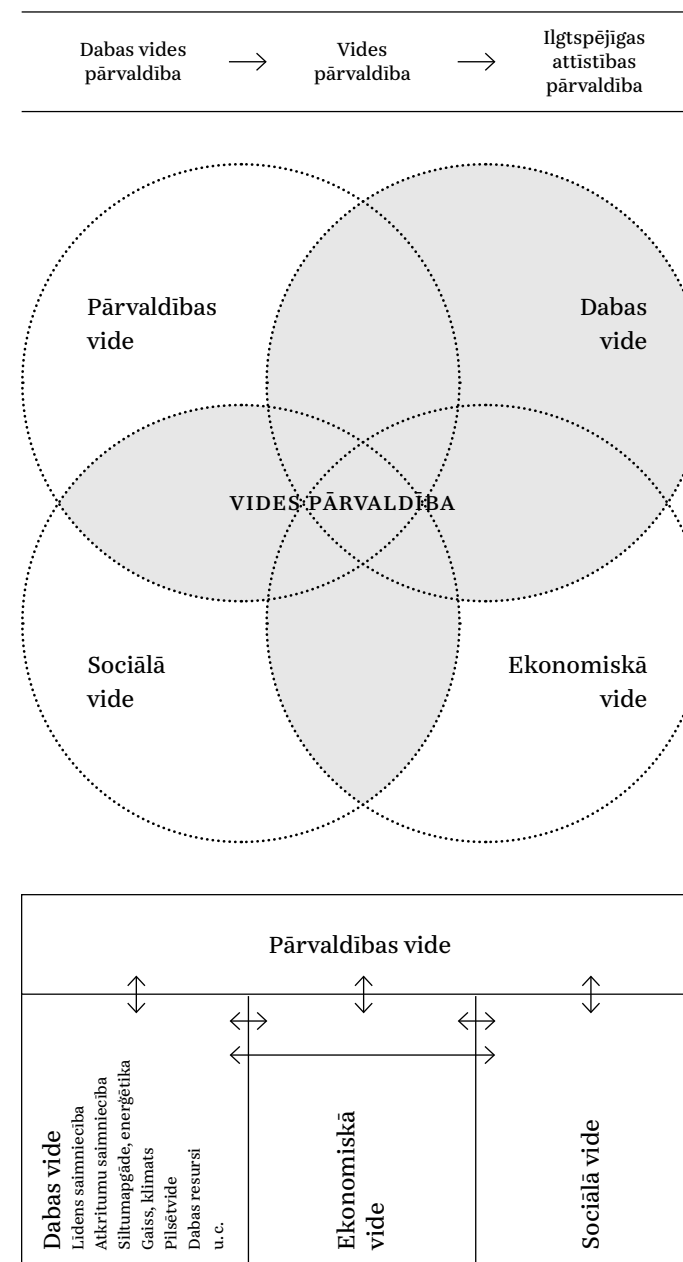 Dabas vides
pārvaldība
Vides
pārvaldība
Ilgtspējīgas
attīstības
pārvaldība
Pārvaldības
vide
Dabas
vide
VIDES PĀRVALDĪBA
Sociālā
vide
Ekonomiskā
vide
Pārvaldības vide
Dabas vide
Līdens saimniecība
Atkritumu saimniecība
Siltumapgāde, enerģētika
Gaiss, klimats
Pilsētvide
Dabas resursi
u.c.
Ekonomiskā
vide
Sociālā vide